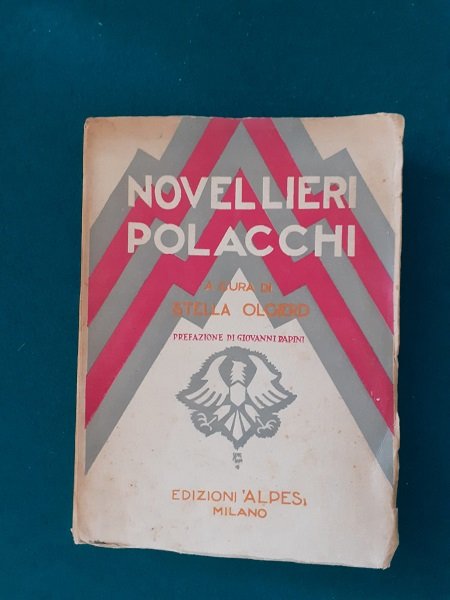 NOVELLIERI
POLACCHI
A CURA DI
STELLA OLGIERD
PREFAZIONE DI GIOVANNI PAPINI
EDIZIONI "ALPES"
MILANO